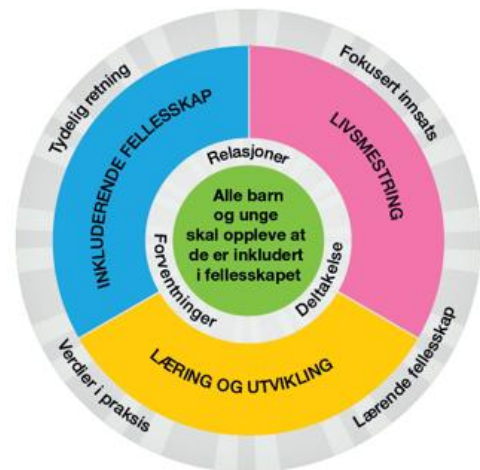 Tydelig retning
Fokusert innsats
INKLUDERENDE FELLESSKAP
LIVSMESTRING
Relasjoner
Alle barn
og unge
skal oppleve at
de er inkludert
i fellesskapet
Forventninger
Deltakelse
LÆRING OG UTVIKLING
Verdier i praksis
Lærende fellesskap